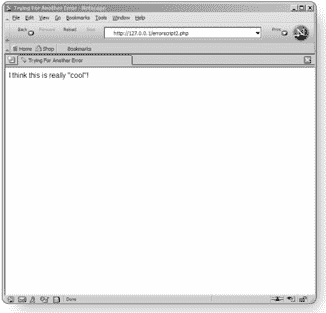 Trying For Another Error - Netscape
File Edit View Go Bookmarks Tools Window Help
Back Forward Reload Stop http://127.0.0.1/errorscript2.php Print N
Home Shop Bookmarks
Trying For Another Error
I think this is really "cool"!
Done